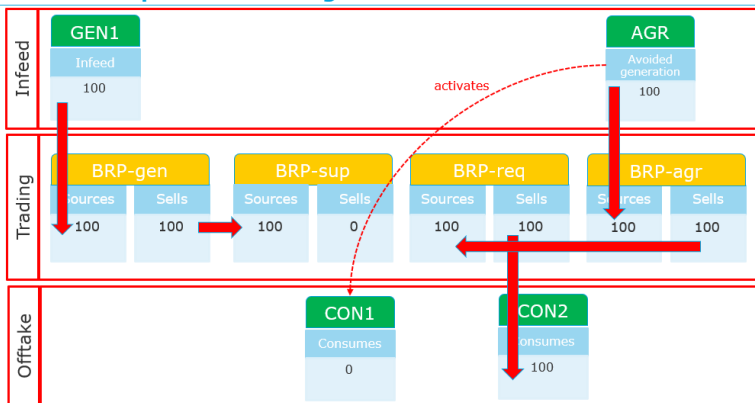 GEN1
AGR
Infeed
Infeed
100
Avoided
generation
100
activates
Trading
BRP-gen
BRP-sup
BRP-req
BRP-agr
Sources
Sells
Sources
Sells
Sources
Sells
Sources
Sells
100
100
100
0
100
100
100
100
Offtake
CON1
CON2
Consumes
Consumes
0
100